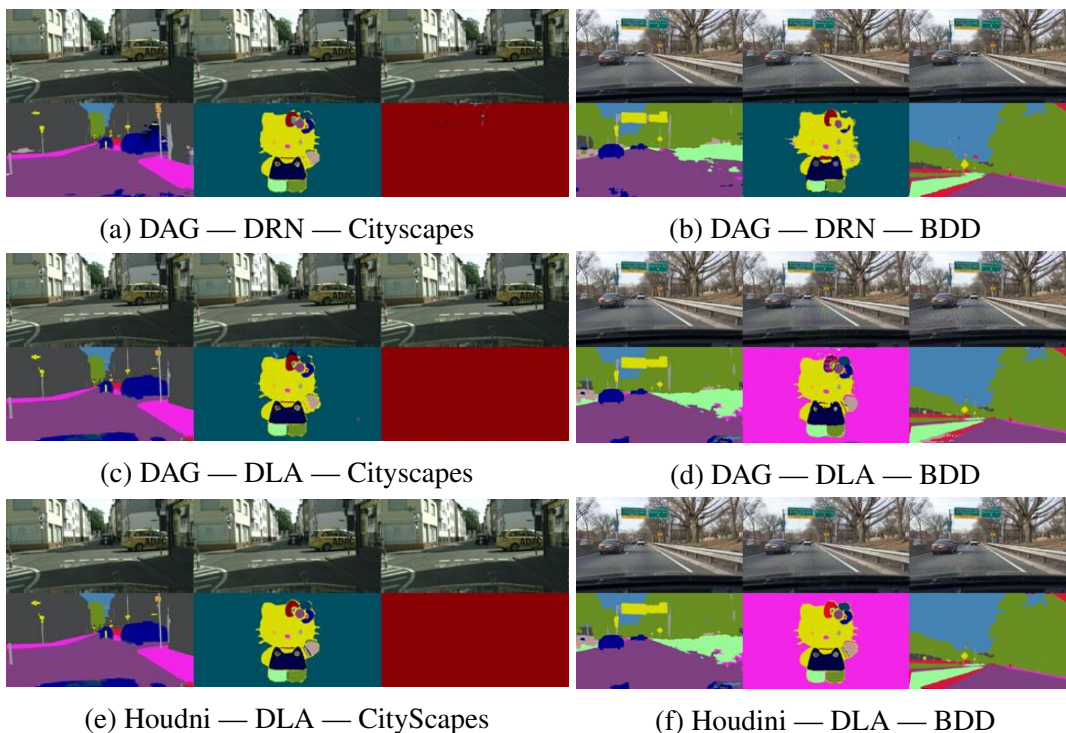 (a) DAG — DRN — Cityscapes
(b) DAG — DRN — BDD
(c) DAG — DLA — Cityscapes
(d) DAG — DLA — BDD
(e) Houdni — DLA — CityScapes
(f) Houdini — DLA — BDD